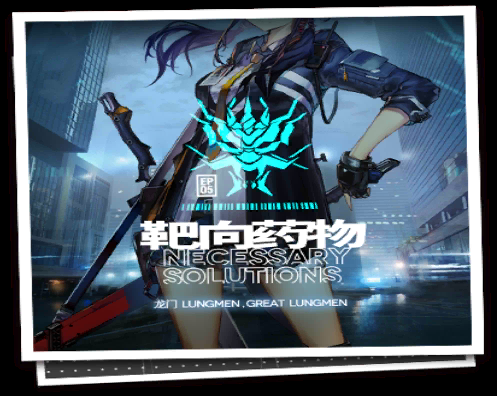 EP
05
靶向药物
NECESSARY
SOLUTIONS
龙门 LUNGMEN, GREAT LUNGMEN